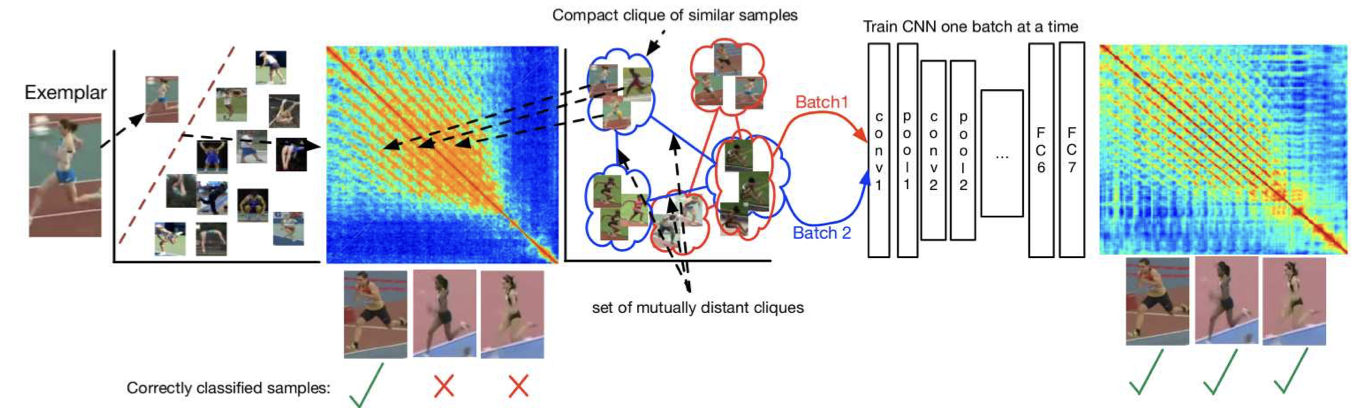 Compact clique of similar samples
Train CNN one batch at a time
Exemplar
Batch1
Batch 2
conv1
pool1
conv2
pool2
...
FC6
FC7
set of mutually distant cliques
Correctly classified samples: